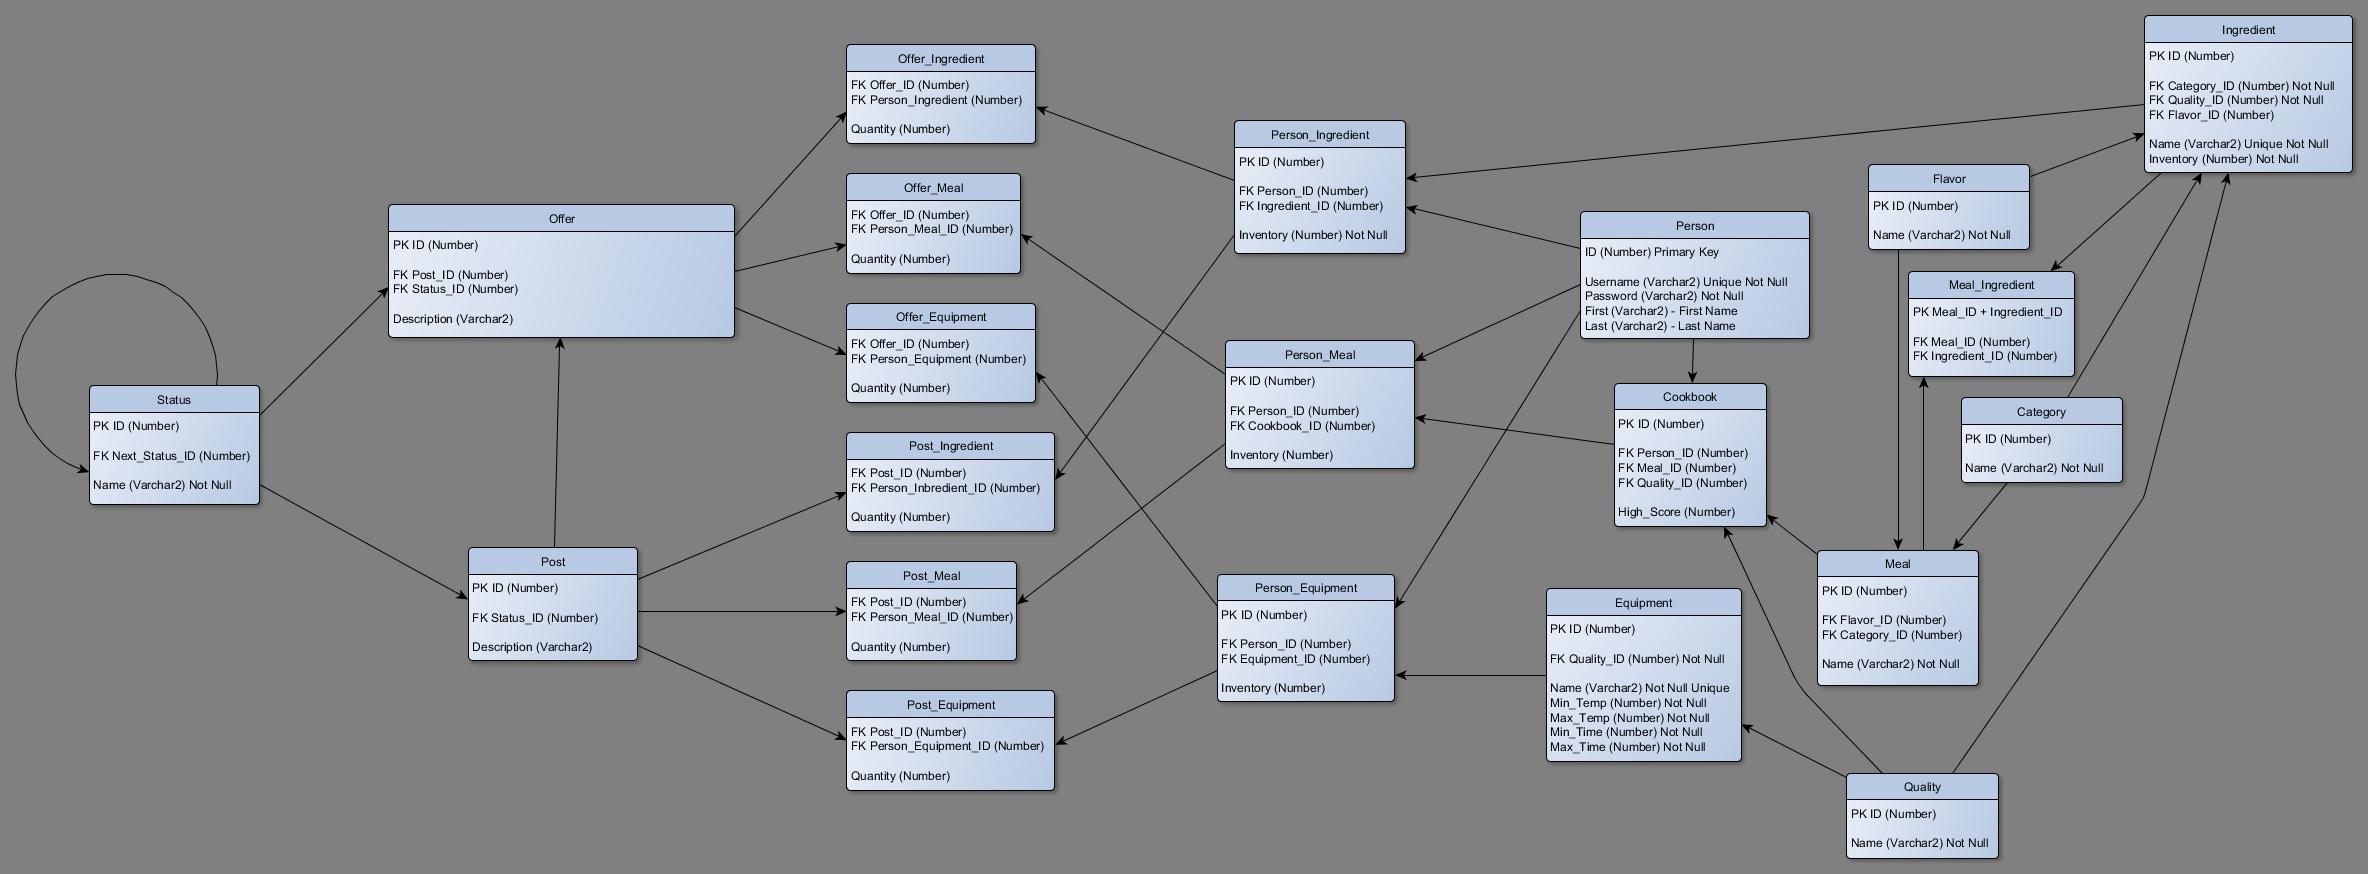 Status
PK ID (Number)
FK Next_Status_ID (Number)
Name (Varchar2) Not Null
Offer
PK ID (Number)
FK Post_ID (Number)
FK Status_ID (Number)
Description (Varchar2)
Post
PK ID (Number)
FK Status_ID (Number)
Description (Varchar2)
Offer_Ingredient
FK Offer_ID (Number)
FK Person_Ingredient (Number)
Quantity (Number)
Offer_Meal
FK Offer_ID (Number)
FK Person_Meal_ID (Number)
Quantity (Number)
Offer_Equipment
FK Offer_ID (Number)
FK Person_Equipment (Number)
Quantity (Number)
Post_Ingredient
FK Post_ID (Number)
FK Person_Inbredient_ID (Number)
Quantity (Number)
Post_Meal
FK Post_ID (Number)
FK Person_Meal_ID (Number)
Quantity (Number)
Post_Equipment
FK Post_ID (Number)
FK Person_Equipment_ID (Number)
Quantity (Number)
Person_Ingredient
PK ID (Number)
FK Person_ID (Number)
FK Ingredient_ID (Number)
Inventory (Number) Not Null
Person_Meal
PK ID (Number)
FK Person_ID (Number)
FK Cookbook_ID (Number)
Inventory (Number)
Person_Equipment
PK ID (Number)
FK Person_ID (Number)
FK Equipment_ID (Number)
Inventory (Number)
Person
ID (Number) Primary Key
Username (Varchar2) Unique Not Null
Password (Varchar2) Not Null
First (Varchar2) - First Name
Last (Varchar2) - Last Name
Cookbook
PK ID (Number)
FK Person_ID (Number)
FK Meal_ID (Number)
FK Quality_ID (Number)
High_Score (Number)
Equipment
PK ID (Number)
FK Quality_ID (Number) Not Null
Name (Varchar2) Not Null Unique
Min_Temp (Number) Not Null
Max_Temp (Number) Not Null
Min_Time (Number) Not Null
Max_Time (Number) Not Null
Flavor
PK ID (Number)
Name (Varchar2) Not Null
Meal_Ingredient
PK Meal_ID + Ingredient_ID
FK Meal_ID (Number)
FK Ingredient_ID (Number)
Category
PK ID (Number)
Name (Varchar2) Not Null
Meal
PK ID (Number)
FK Flavor_ID (Number)
FK Category_ID (Number)
Name (Varchar2) Not Null
Quality
PK ID (Number)
Name (Varchar2) Not Null
Ingredient
PK ID (Number)
FK Category_ID (Number) Not Null
FK Quality_ID (Number) Not Null
FK Flavor_ID (Number)
Name (Varchar2) Unique Not Null
Inventory (Number) Not Null